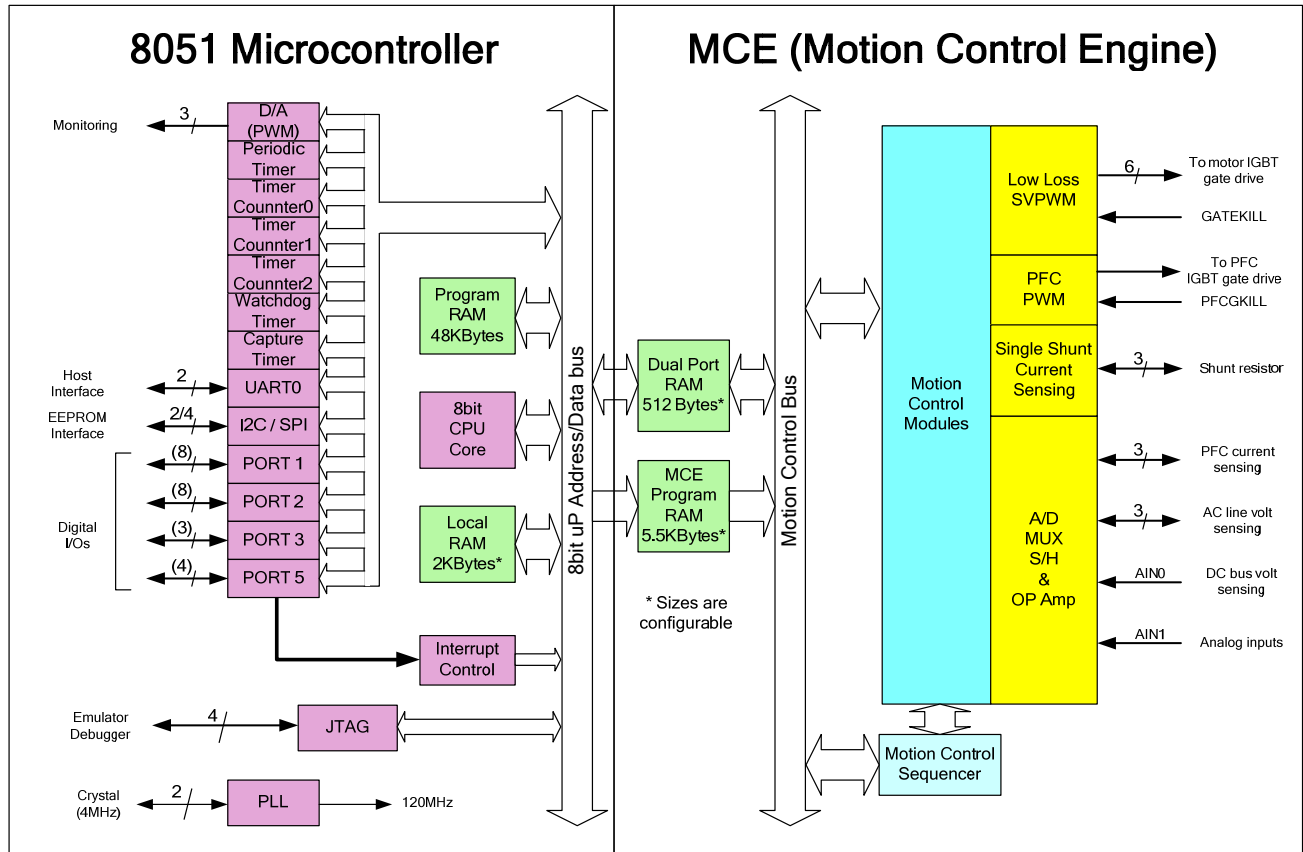 8051 Microcontroller
MCE (Motion Control Engine)
Monitoring
3
D/A
(PWM)
Periodic
Timer
Timer
Counnter0
Timer
Counnter1
Timer
Counnter2
Watchdog
Timer
Capture
Timer
Host
Interface
2
UART0
EEPROM
Interface
2/4
I2C / SPI
Digital
I/Os
(8)
PORT 1
(8)
PORT 2
(3)
PORT 3
(4)
PORT 5
Program
RAM
48KBytes
8bit
CPU
Core
Local
RAM
2KBytes*
Interrupt
Control
Emulator
Debugger
4
JTAG
Crystal
(4MHz)
2
PLL
120MHz
8bit uP Address/Data bus
Dual Port
RAM
512 Bytes*
MCE
Program
RAM
5.5KBytes*
* Sizes are
configurable
Motion Control Bus
Motion
Control
Modules
Motion Control
Sequencer
Low Loss
SVPWM
6
To motor IGBT
gate drive
GATEKILL
PFC
PWM
To PFC
IGBT gate drive
PFCGKILL
Single Shunt
Current
Sensing
3
Shunt resistor
A/D
MUX
S/H
&
OP Amp
3
PFC current
sensing
3
AC line volt
sensing
AIN0
DC bus volt
sensing
AIN1
Analog inputs